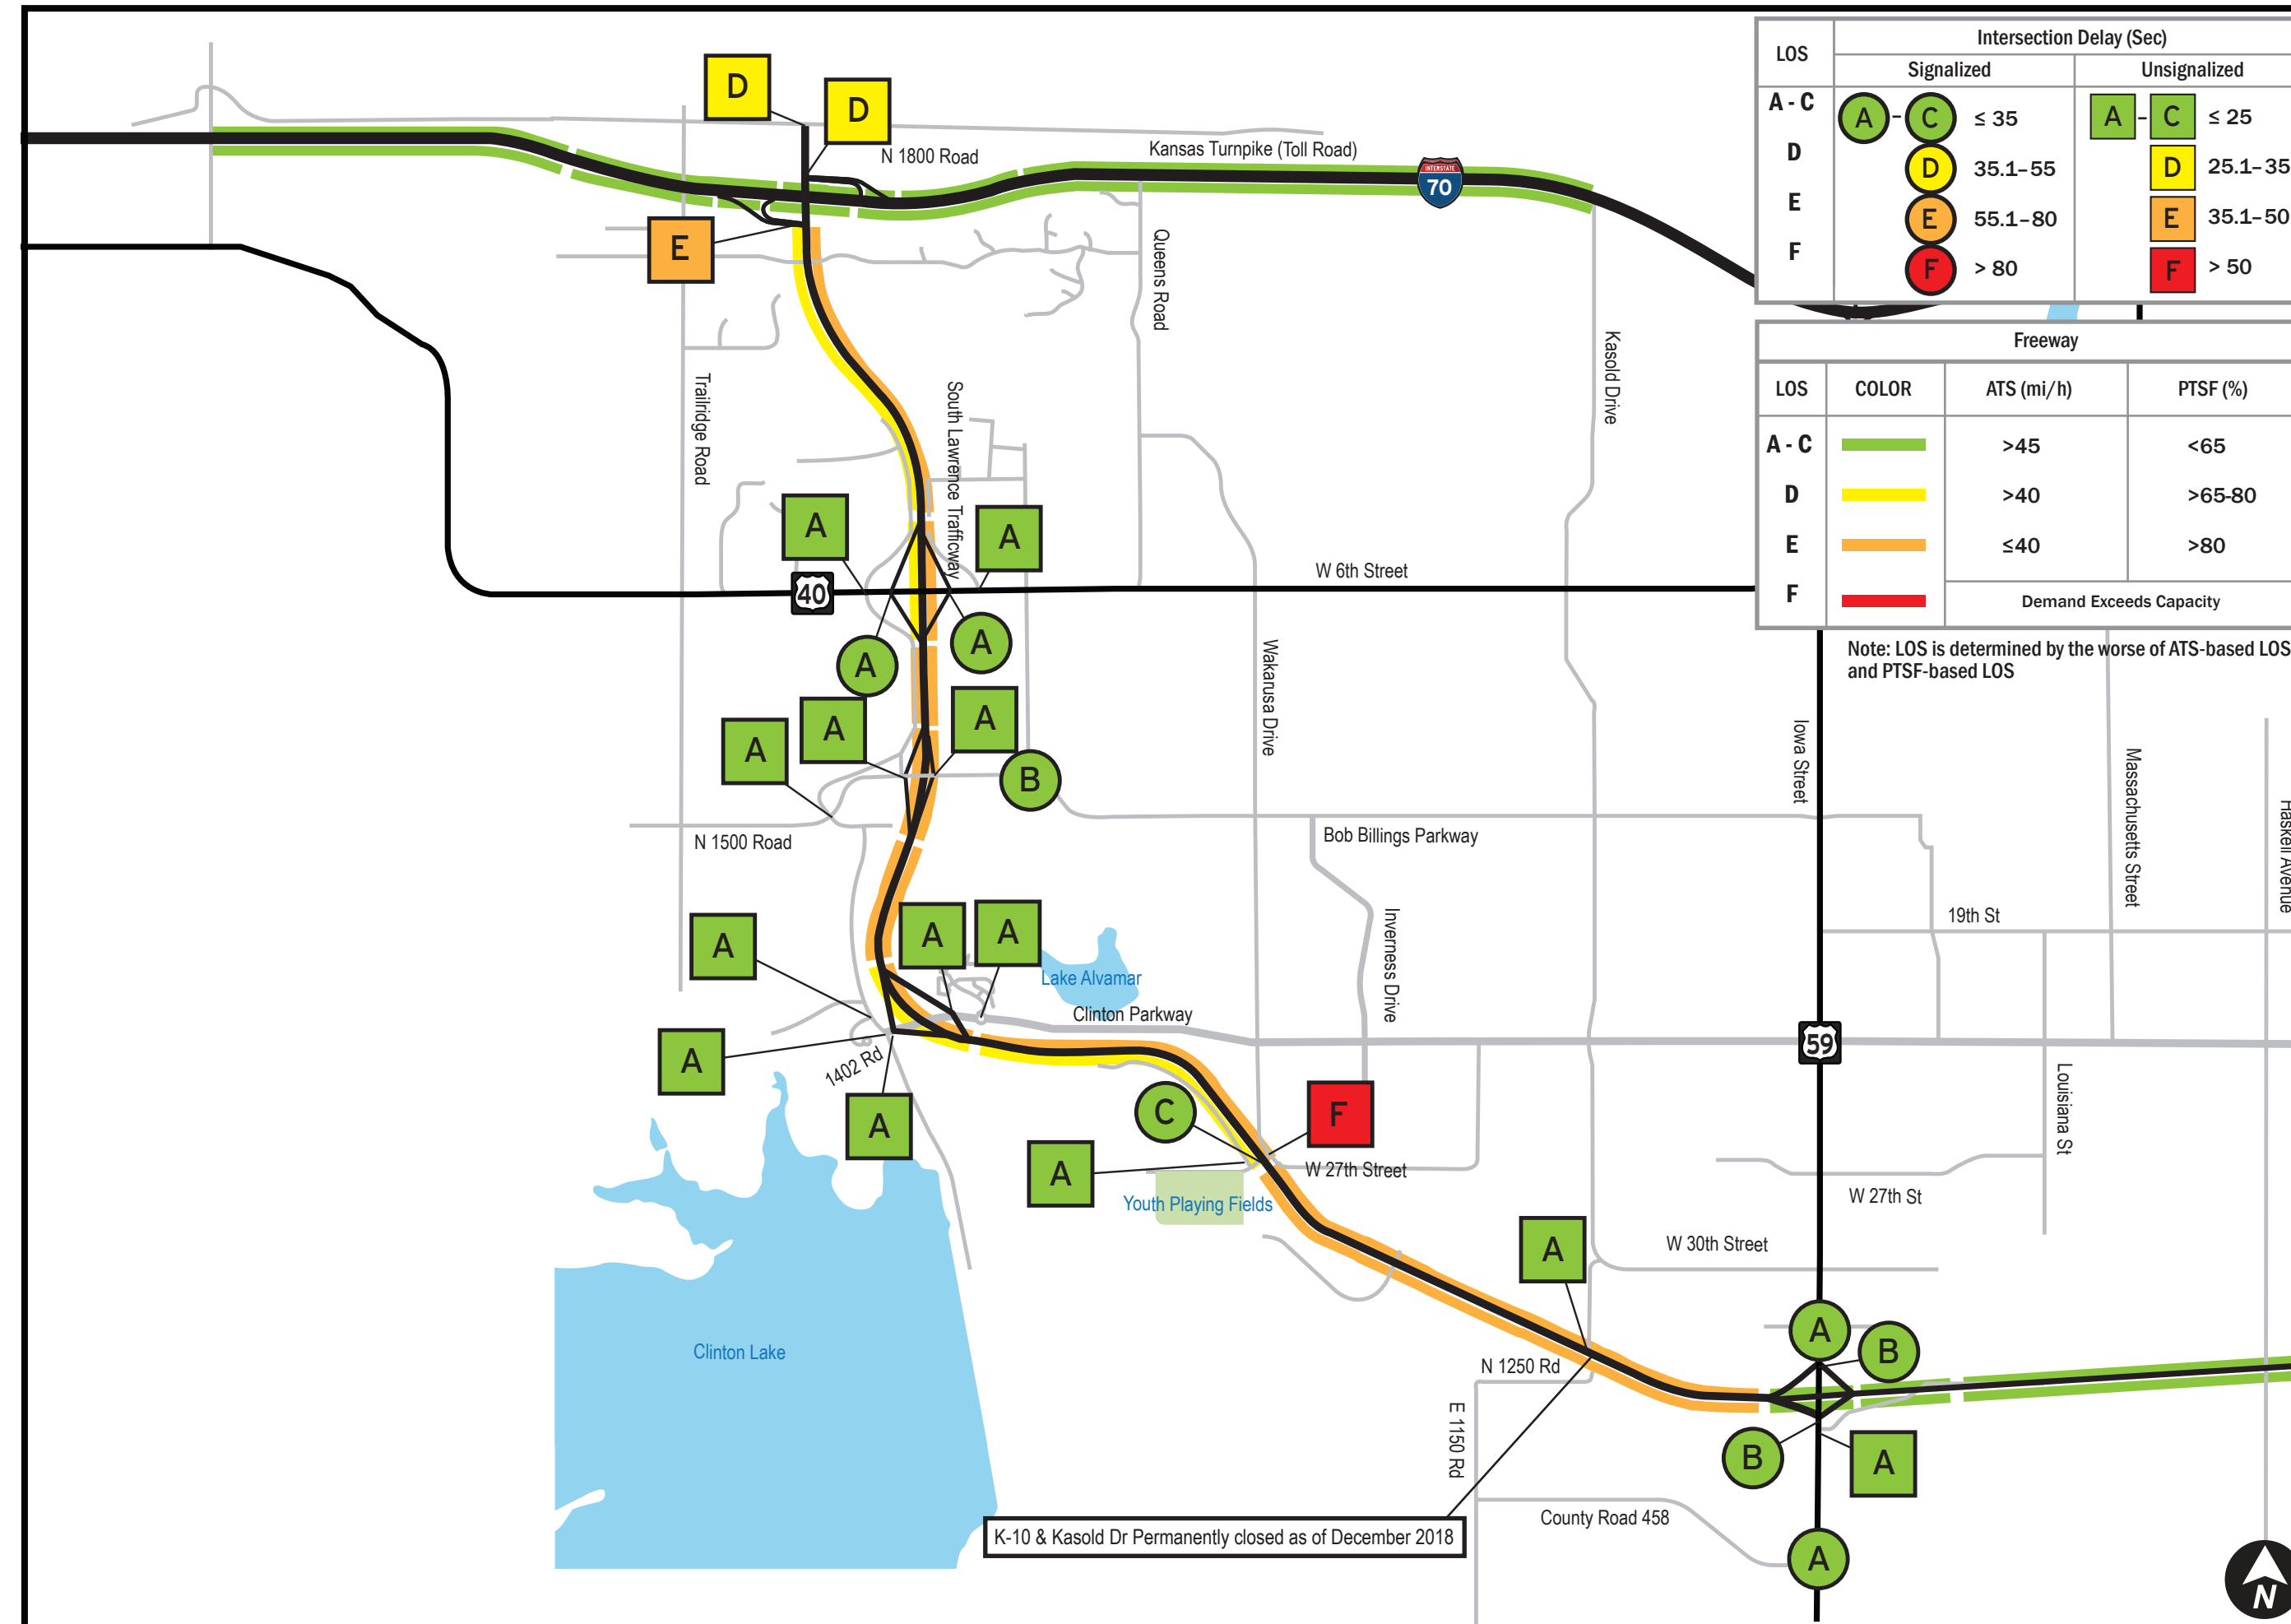 LOS
Intersection Delay (Sec)
Signalized
Unsignalized
A - C
A - C ≤ 35
A - C ≤ 25
D
D 35.1–55
D 25.1–35
E
E 55.1–80
E 35.1–50
F
F > 80
F > 50
Freeway
LOS
COLOR
ATS (mi/h)
PTSF (%)
A - C
>45
<65
D
>40
>65-80
E
≤40
>80
F
Demand Exceeds Capacity
Note: LOS is determined by the worse of ATS-based LOS
and PTSF-based LOS
D
D
N 1800 Road
Kansas Turnpike (Toll Road)
INTERSTATE
70
E
Queens Road
Kasold Drive
Trailridge Road
South Lawrence Trafficway
A
A
40
W 6th Street
A
A
Wakarusa Drive
A
A
A
B
Iowa Street
Massachusetts Street
Haskell Avenue
N 1500 Road
Bob Billings Parkway
A
A
A
Lake Alvamar
Inverness Drive
19th St
Clinton Parkway
59
A
1402 Rd
A
C
F
Louisiana St
A
W 27th Street
Youth Playing Fields
W 27th St
A
W 30th Street
Clinton Lake
A
B
N 1250 Rd
E 1150 Rd
B
A
County Road 458
K-10 & Kasold Dr Permanently closed as of December 2018
A
N